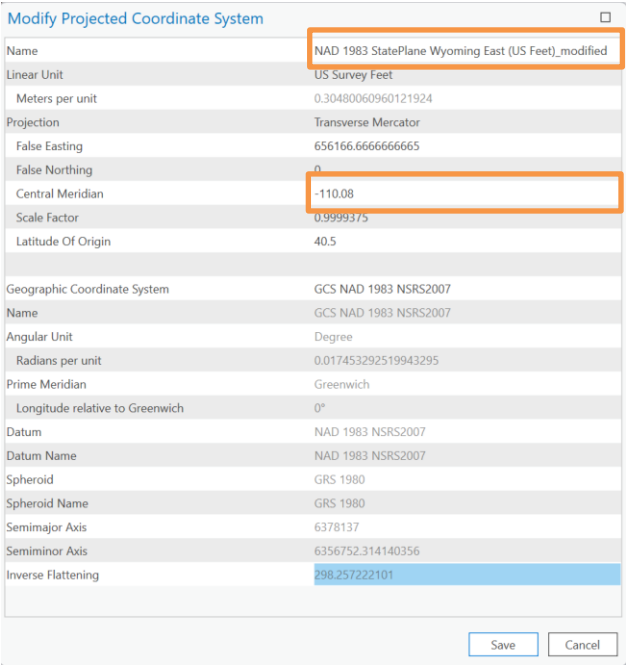 Modify Projected Coordinate System
Name NAD 1983 StatePlane Wyoming East (US Feet)_modified
Linear Unit US Survey Feet
Meters per unit 0.30480060960121924
Projection Transverse Mercator
False Easting 656166.6666666665
False Northing 0
Central Meridian -110.08
Scale Factor 0.9999375
Latitude Of Origin 40.5
Geographic Coordinate System GCS NAD 1983 NSRS2007
Name GCS NAD 1983 NSRS2007
Angular Unit Degree
Radians per unit 0.017453292519943295
Prime Meridian Greenwich
Longitude relative to Greenwich 0°
Datum NAD 1983 NSRS2007
Datum Name NAD 1983 NSRS2007
Spheroid GRS 1980
Spheroid Name GRS 1980
Semimajor Axis 6378137
Semiminor Axis 6356752.314140356
Inverse Flattening 298.257222101
Save Cancel